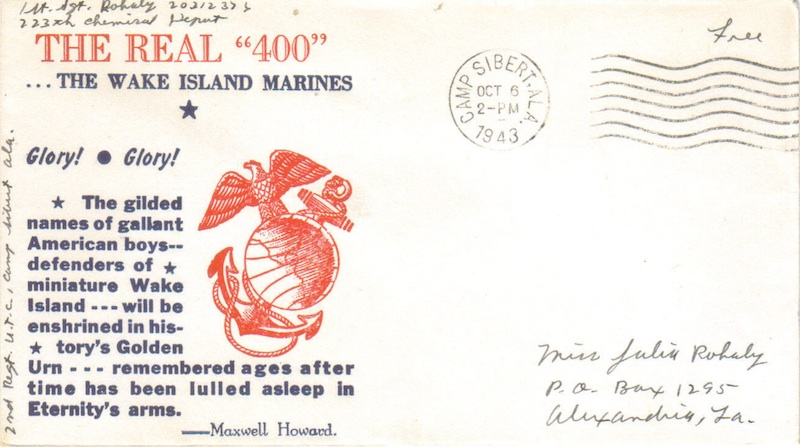 1st. Sgt. Rohaly 20212375
223rd Chemical Depot
2nd Regt. U.T.C., Camp Sibert Ala.
THE REAL “400”
...THE WAKE ISLAND MARINES
Glory! ● Glory!
★ The gilded
names of gallant
American boys--
defenders of ★
miniature Wake
Island --- will be
enshrined in his-
★ tory's Golden
Urn --- remembered ages after
time has been lulled asleep in
Eternity's arms.
—Maxwell Howard.
CAMP SIBERT, ALA.
OCT 6
2-PM
1943
Free
Miss Julia Rohaly
P.O. Box 1295
Alexandria, La.